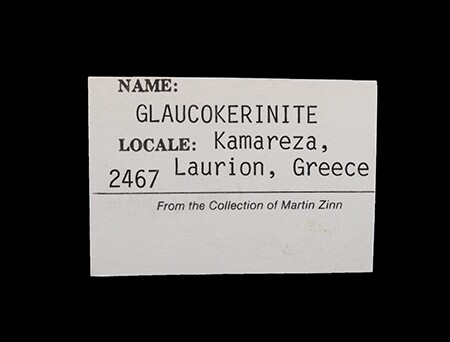 NAME:
GLAUCOKERINITE
LOCALE: Kamareza,
2467 Laurion, Greece
From the Collection of Martin Zinn